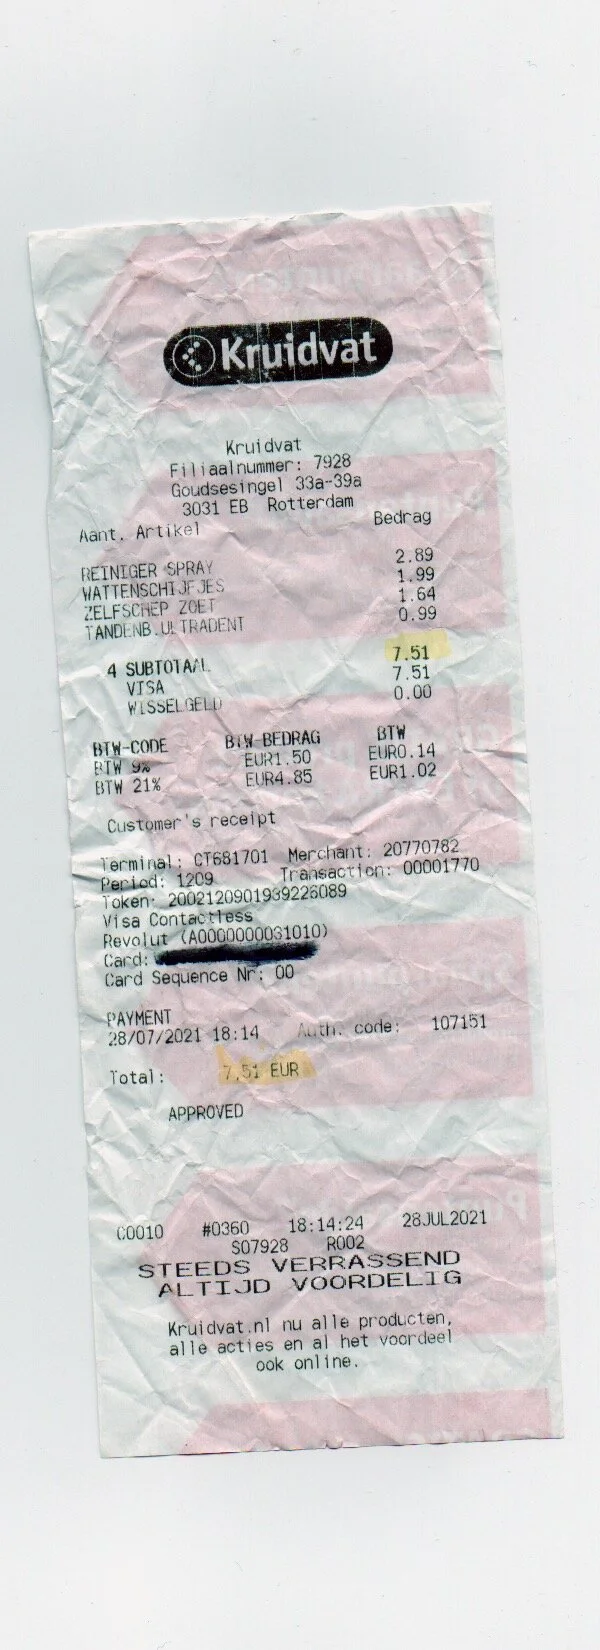 Kruidvat
Kruidvat
Filiaalnummer: 7928
Goudsesingel 33a-39a
3031 EB Rotterdam
Aant. Artikel Bedrag
REINIGER SPRAY 2.89
WATTENSCHIJFJES 1.99
ZELFSCHEP ZOET 1.64
TANDENB.ULTRADENT 0.99
4 SUBTOTAAL 7.51
VISA 7.51
WISSELGELD 0.00
BTW-CODE BTW-BEDRAG BTW
BTW 9% EUR1.50 EUR0.14
BTW 21% EUR4.85 EUR1.02
Customer's receipt
Terminal: CT681701 Merchant: 20770782
Period: 1209 Transaction: 00001770
Token: 2002120901939226089
Visa Contactless
Revolut (A0000000031010)
Card:
Card Sequence Nr: 00
PAYMENT
28/07/2021 18:14 Auth. code: 107151
Total: 7,51 EUR
APPROVED
C0010 #0360 18:14:24 28JUL2021
S07928 R002
STEEDS VERRASSEND
ALTIJD VOORDELIG
Kruidvat.nl nu alle producten,
alle acties en al het voordeel
ook online.